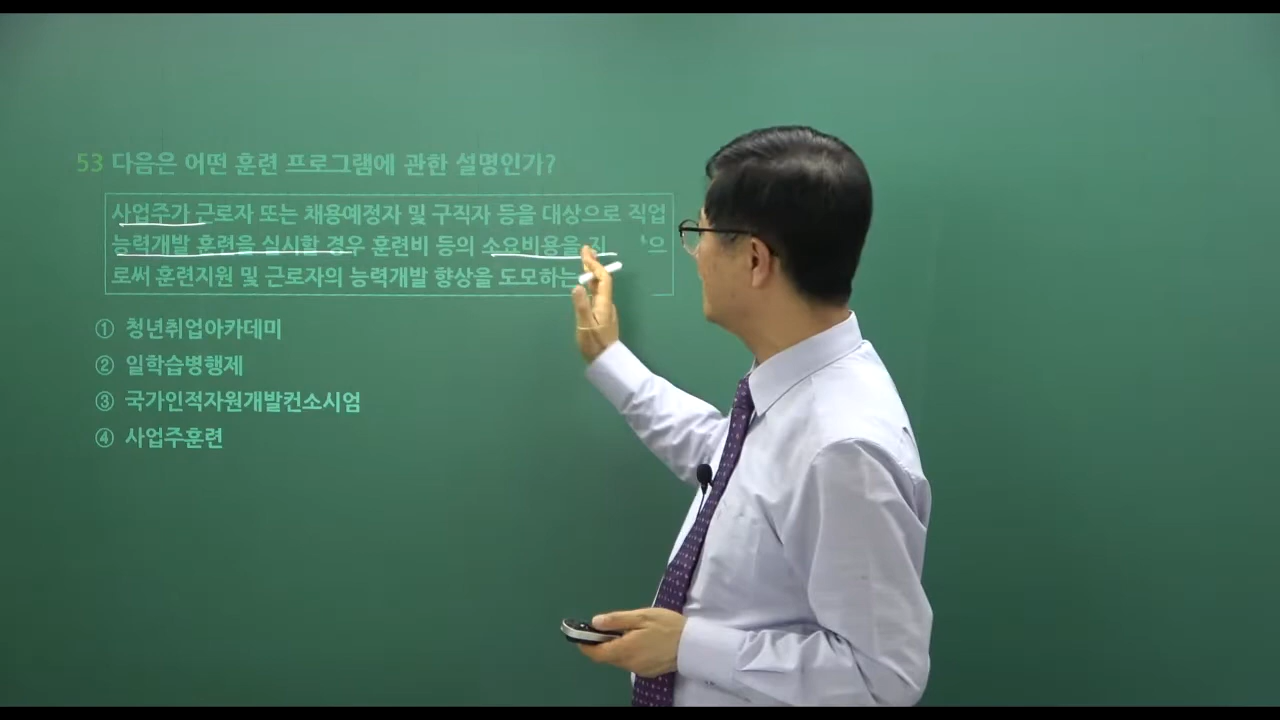 53 다음은 어떤 훈련 프로그램에 관한 설명인가?
사업주가 근로자 또는 채용예정자 및 구직자 등을 대상으로 직업
능력개발 훈련을 실시할 경우 훈련비 등의 소요비용을 으
로써 훈련지원 및 근로자의 능력개발 향상을 도모하는
① 청년취업아카데미
② 일학습병행제
③ 국가인적자원개발컨소시엄
④ 사업주훈련